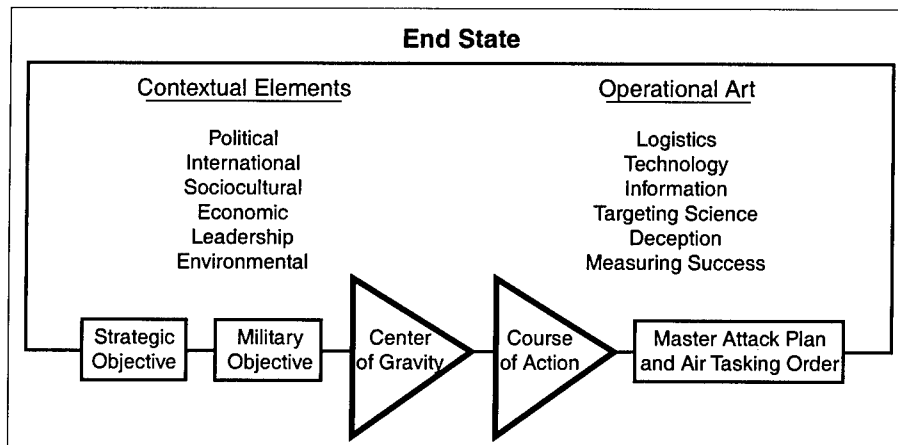 End State
Contextual Elements
Political
International
Sociocultural
Economic
Leadership
Environmental
Operational Art
Logistics
Technology
Information
Targeting Science
Deception
Measuring Success
Strategic
Objective
Military
Objective
Center
of Gravity
Course
of Action
Master Attack Plan
and Air Tasking Order